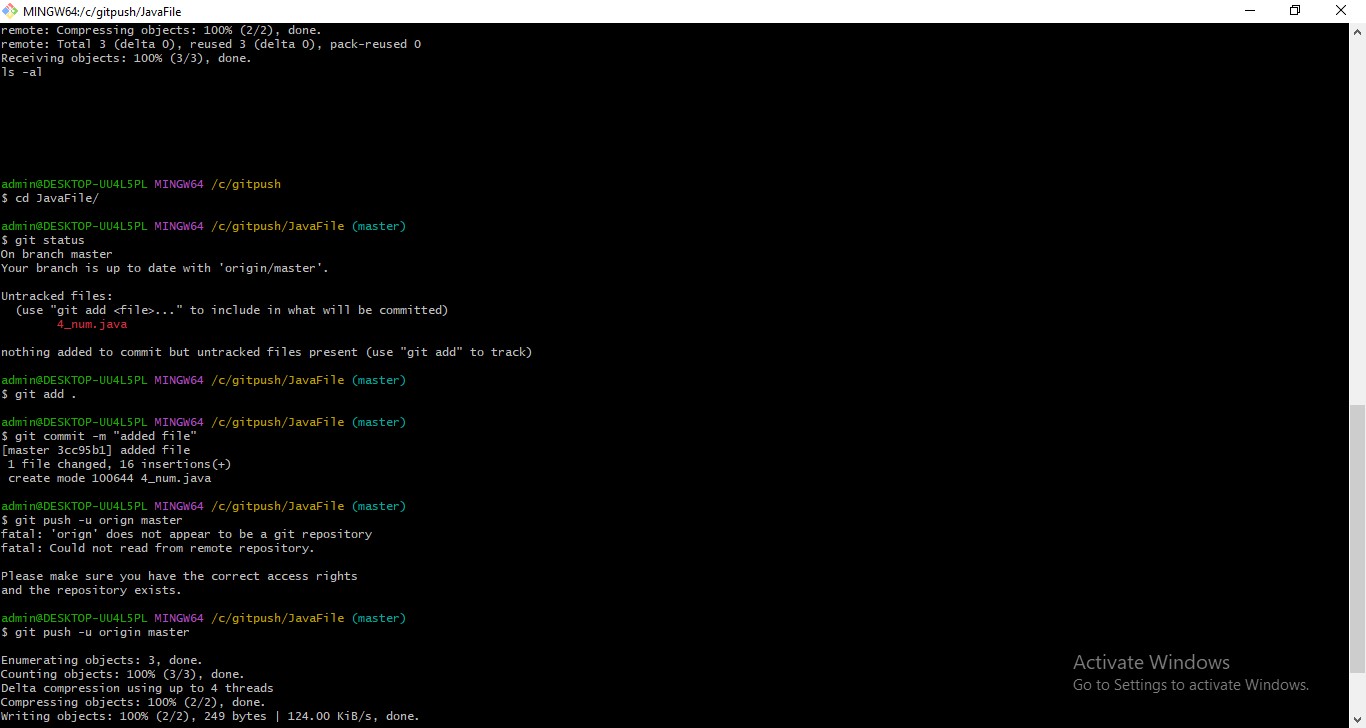 MINGW64:/c/gitpush/JavaFile
remote: Compressing objects: 100% (2/2), done.
remote: Total 3 (delta 0), reused 3 (delta 0), pack-reused 0
Receiving objects: 100% (3/3), done.
ls -al
admin@DESKTOP-UU4L5PL MINGW64 /c/gitpush
$ cd JavaFile/
admin@DESKTOP-UU4L5PL MINGW64 /c/gitpush/JavaFile (master)
$ git status
On branch master
Your branch is up to date with 'origin/master'.
Untracked files:
(use "git add <file>..." to include in what will be committed)
4_num.java
nothing added to commit but untracked files present (use "git add" to track)
admin@DESKTOP-UU4L5PL MINGW64 /c/gitpush/JavaFile (master)
$ git add .
admin@DESKTOP-UU4L5PL MINGW64 /c/gitpush/JavaFile (master)
$ git commit -m "added file"
[master 3cc95b1] added file
1 file changed, 16 insertions(+)
create mode 100644 4_num.java
admin@DESKTOP-UU4L5PL MINGW64 /c/gitpush/JavaFile (master)
$ git push -u orign master
fatal: 'orign' does not appear to be a git repository
fatal: Could not read from remote repository.
Please make sure you have the correct access rights
and the repository exists.
admin@DESKTOP-UU4L5PL MINGW64 /c/gitpush/JavaFile (master)
$ git push -u origin master
Enumerating objects: 3, done.
Counting objects: 100% (3/3), done.
Delta compression using up to 4 threads
Compressing objects: 100% (2/2), done.
Writing objects: 100% (2/2), 249 bytes | 124.00 KiB/s, done.
Activate Windows
Go to Settings to activate Windows.